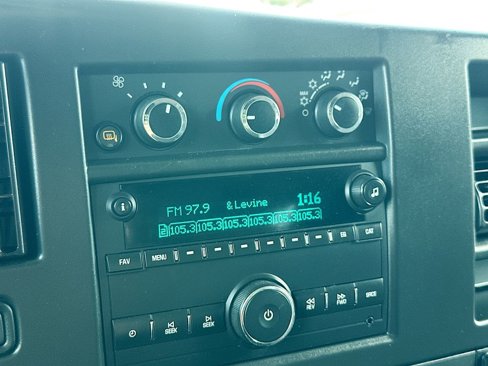 MAX
FM 97.9 & Levine 1:16
105.3 105.3 105.3 105.3 105.3 105.3
FAV MENU EQ CAT
SEEK SEEK REV FWD SRCE